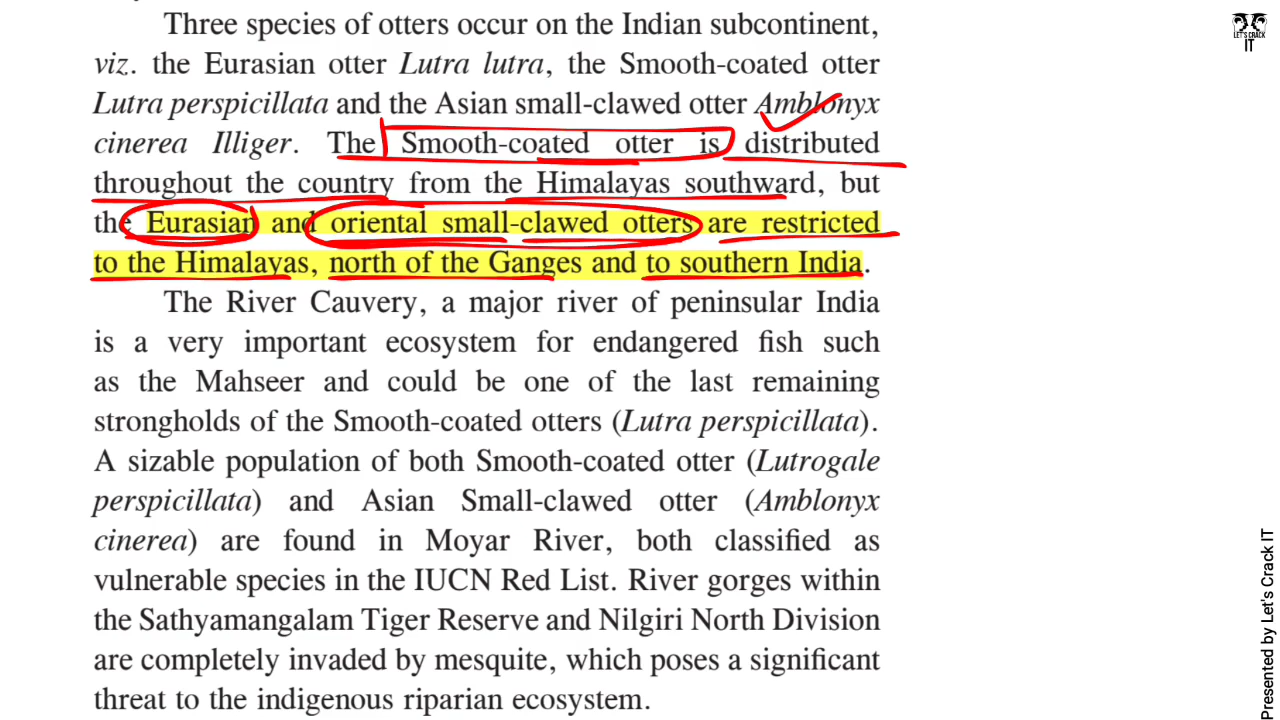 Three species of otters occur on the Indian subcontinent,
viz. the Eurasian otter Lutra lutra, the Smooth-coated otter
Lutra perspicillata and the Asian small-clawed otter Amblonyx
cinerea Illiger. The Smooth-coated otter is distributed
throughout the country from the Himalayas southward, but
the Eurasian and oriental small-clawed otters are restricted
to the Himalayas, north of the Ganges and to southern India.
The River Cauvery, a major river of peninsular India
is a very important ecosystem for endangered fish such
as the Mahseer and could be one of the last remaining
strongholds of the Smooth-coated otters (Lutra perspicillata).
A sizable population of both Smooth-coated otter (Lutrogale
perspicillata) and Asian Small-clawed otter (Amblonyx
cinerea) are found in Moyar River, both classified as
vulnerable species in the IUCN Red List. River gorges within
the Sathyamangalam Tiger Reserve and Nilgiri North Division
are completely invaded by mesquite, which poses a significant
threat to the indigenous riparian ecosystem.
LET'S CRACK
IT
Presented by Let's Crack IT